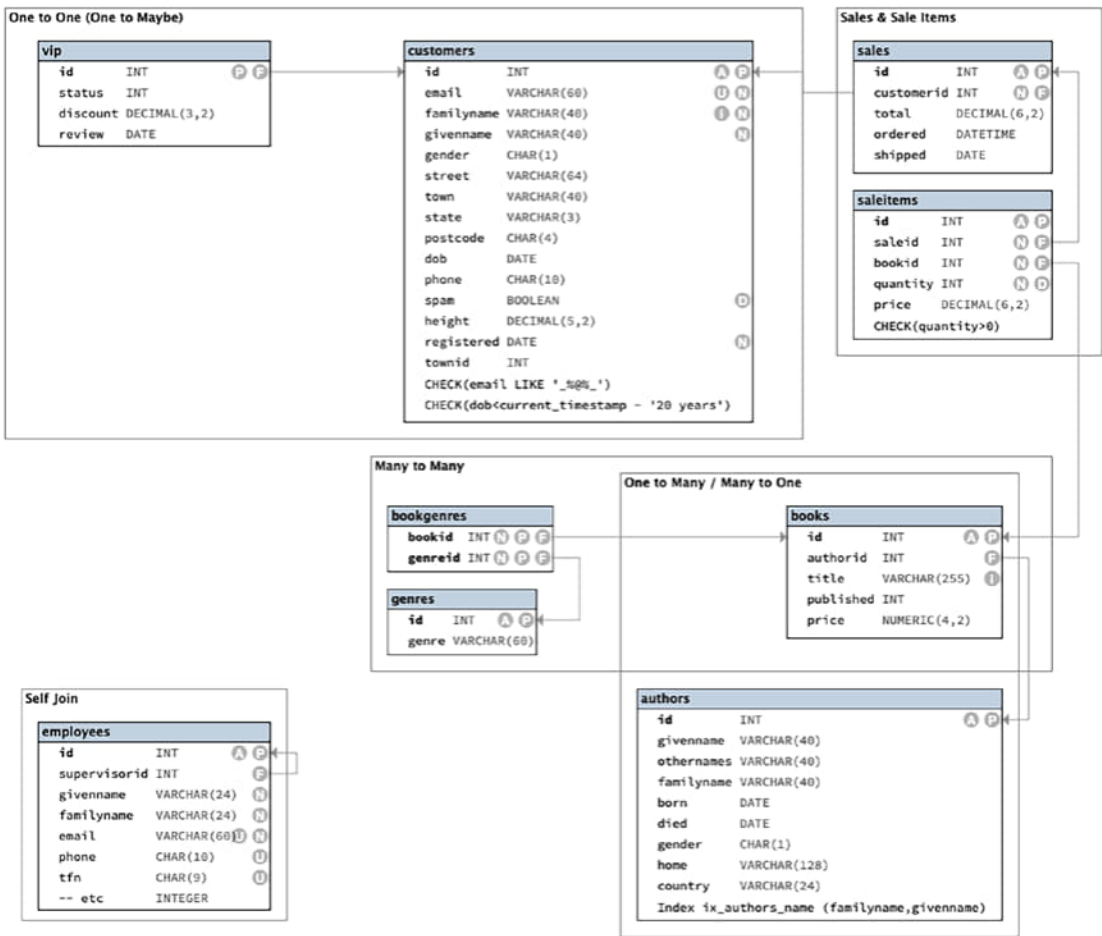 One to One (One to Maybe)
vip
id INT P F
status INT
discount DECIMAL(3,2)
review DATE
customers
id INT A P
email VARCHAR(60) U N
familyname VARCHAR(40) I N
givenname VARCHAR(40) N
gender CHAR(1)
street VARCHAR(64)
town VARCHAR(40)
state VARCHAR(3)
postcode CHAR(4)
dob DATE
phone CHAR(10)
spam BOOLEAN D
height DECIMAL(5,2)
registered DATE N
townid INT
CHECK(email LIKE '_%@%_')
CHECK(dob<current_timestamp - '20 years')
Sales & Sale Items
sales
id INT A P
customerid INT N F
total DECIMAL(6,2)
ordered DATETIME
shipped DATE
saleitems
id INT A P
saleid INT N F
bookid INT N F
quantity INT N D
price DECIMAL(6,2)
CHECK(quantity>0)
Many to Many
bookgenres
bookid INT N P F
genreid INT N P F
genres
id INT A P
genre VARCHAR(60)
One to Many / Many to One
books
id INT A P
authorid INT F
title VARCHAR(255) I
published INT
price NUMERIC(4,2)
authors
id INT A P
givenname VARCHAR(40)
othernames VARCHAR(40)
familyname VARCHAR(40)
born DATE
died DATE
gender CHAR(1)
home VARCHAR(128)
country VARCHAR(24)
Index ix_authors_name (familyname,givenname)
Self Join
employees
id INT A P
supervisorid INT F
givenname VARCHAR(24) N
familyname VARCHAR(24) N
email VARCHAR(60) U N
phone CHAR(10) U
tfn CHAR(9) U
-- etc INTEGER